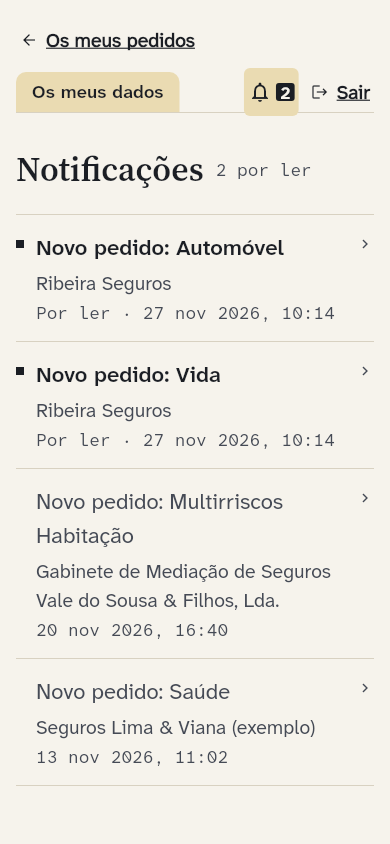 ← Os meus pedidos
Os meus dados
2
Sair
Notificações 2 por ler
Novo pedido: Automóvel
Ribeira Seguros
Por ler · 27 nov 2026, 10:14
Novo pedido: Vida
Ribeira Seguros
Por ler · 27 nov 2026, 10:14
Novo pedido: Multirriscos
Habitação
Gabinete de Mediação de Seguros
Vale do Sousa & Filhos, Lda.
20 nov 2026, 16:40
Novo pedido: Saúde
Seguros Lima & Viana (exemplo)
13 nov 2026, 11:02